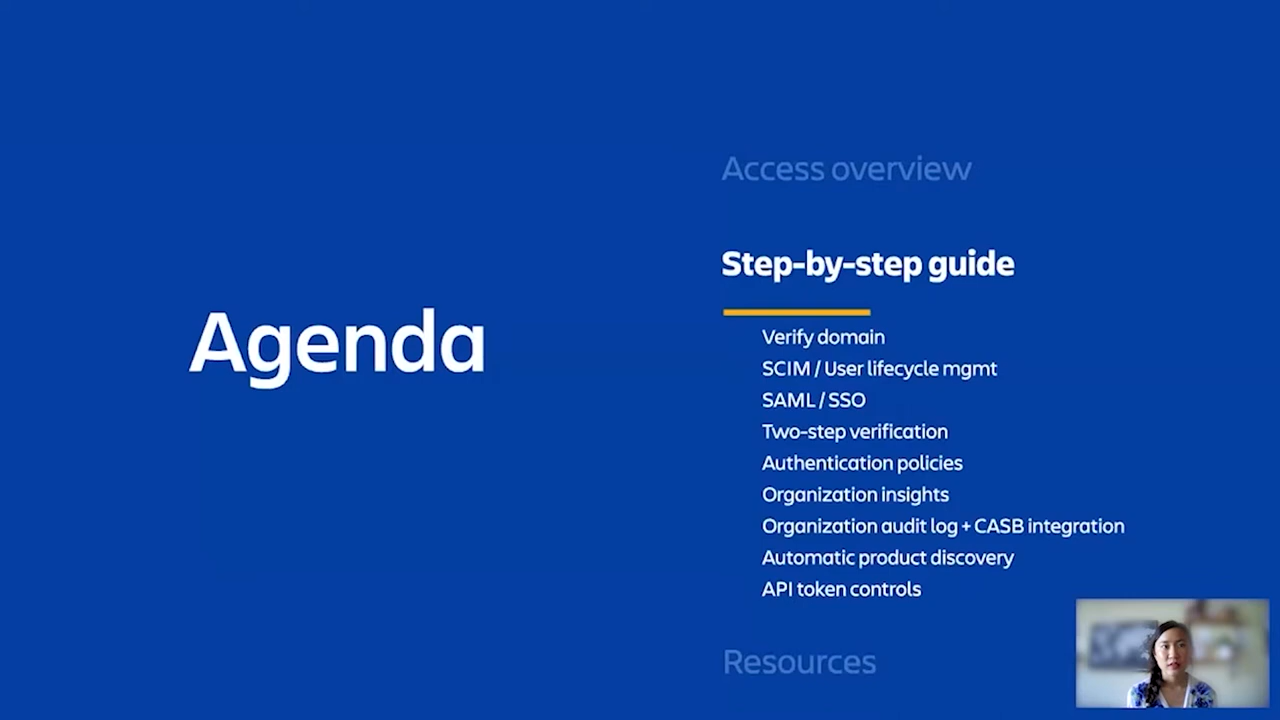 Agenda
Access overview
Step-by-step guide
Verify domain
SCIM / User lifecycle mgmt
SAML / SSO
Two-step verification
Authentication policies
Organization insights
Organization audit log + CASB integration
Automatic product discovery
API token controls
Resources